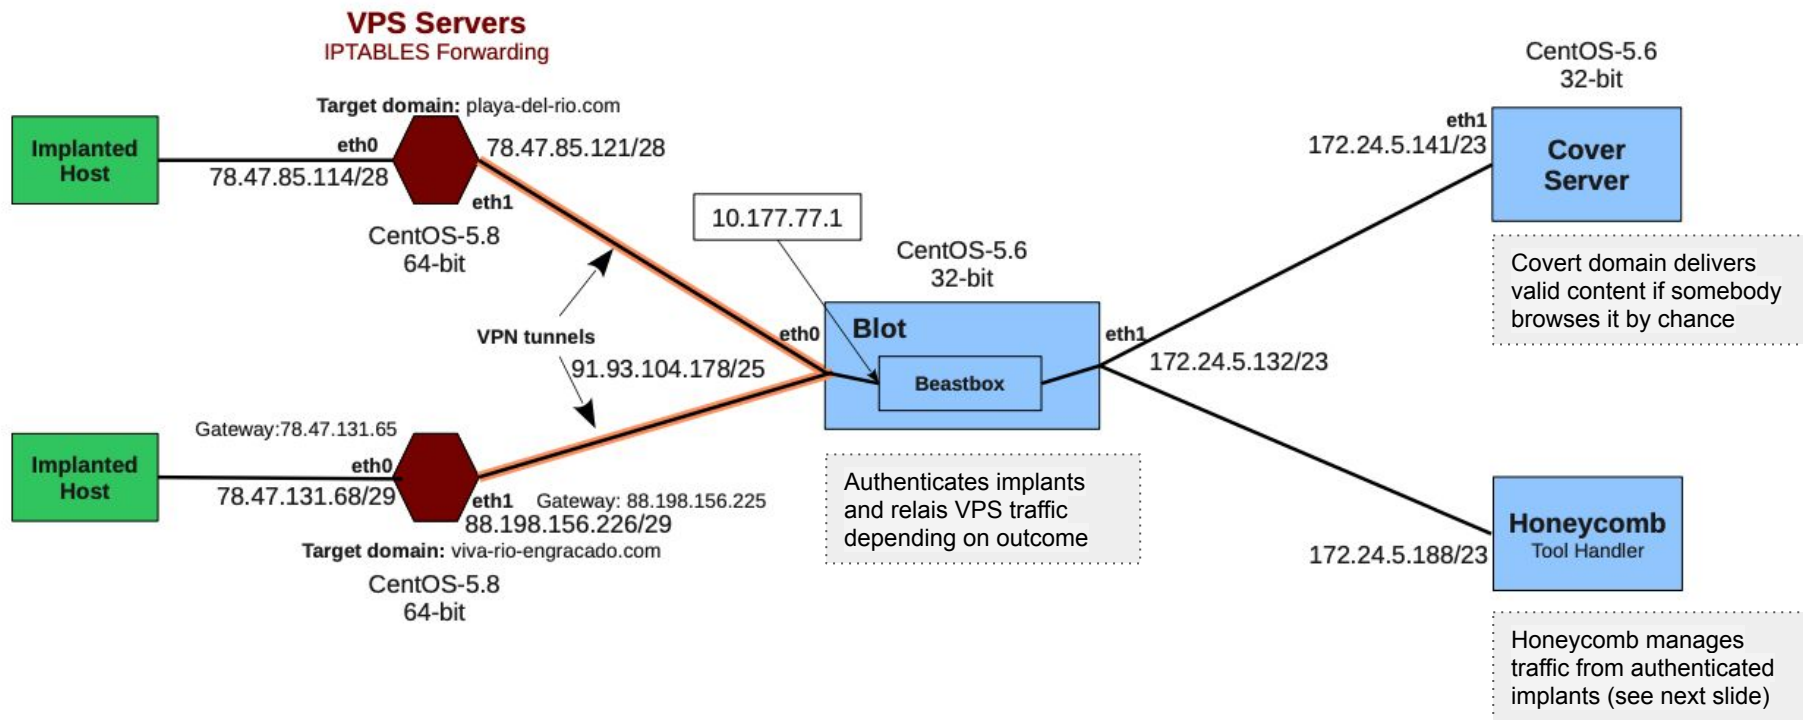 VPS Servers
IPTABLES Forwarding
Target domain: playa-del-rio.com
Implanted
Host
eth0
78.47.85.114/28
78.47.85.121/28
eth1
CentOS-5.8
64-bit
VPN tunnels
91.93.104.178/25
Gateway:78.47.131.65
Implanted
Host
eth0
78.47.131.68/29
eth1
Gateway: 88.198.156.225
88.198.156.226/29
Target domain: viva-rio-engracado.com
CentOS-5.8
64-bit
10.177.77.1
CentOS-5.6
32-bit
eth0
Blot
Beastbox
eth1
172.24.5.132/23
Authenticates implants
and relais VPS traffic
depending on outcome
CentOS-5.6
32-bit
eth1
172.24.5.141/23
Cover
Server
Covert domain delivers
valid content if somebody
browses it by chance
172.24.5.188/23
Honeycomb
Tool Handler
Honeycomb manages
traffic from authenticated
implants (see next slide)